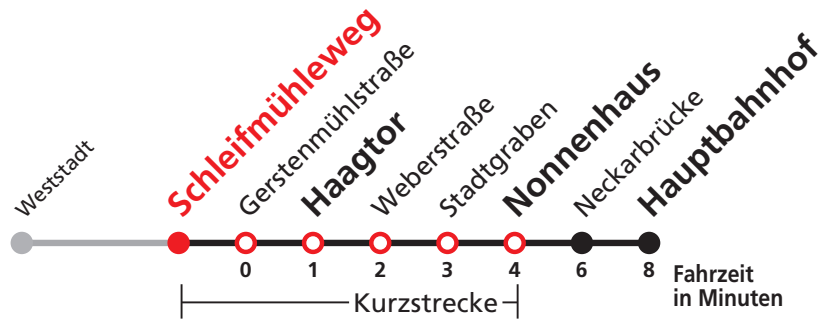 Weststadt
Schleifmühleweg
Gerstenmühlstraße
Haagtor
Weberstraße
Stadtgraben
Nonnenhaus
Neckarbrücke
Hauptbahnhof
0 1 2 3 4 6 8
Fahrzeit
in Minuten
Kurzstrecke